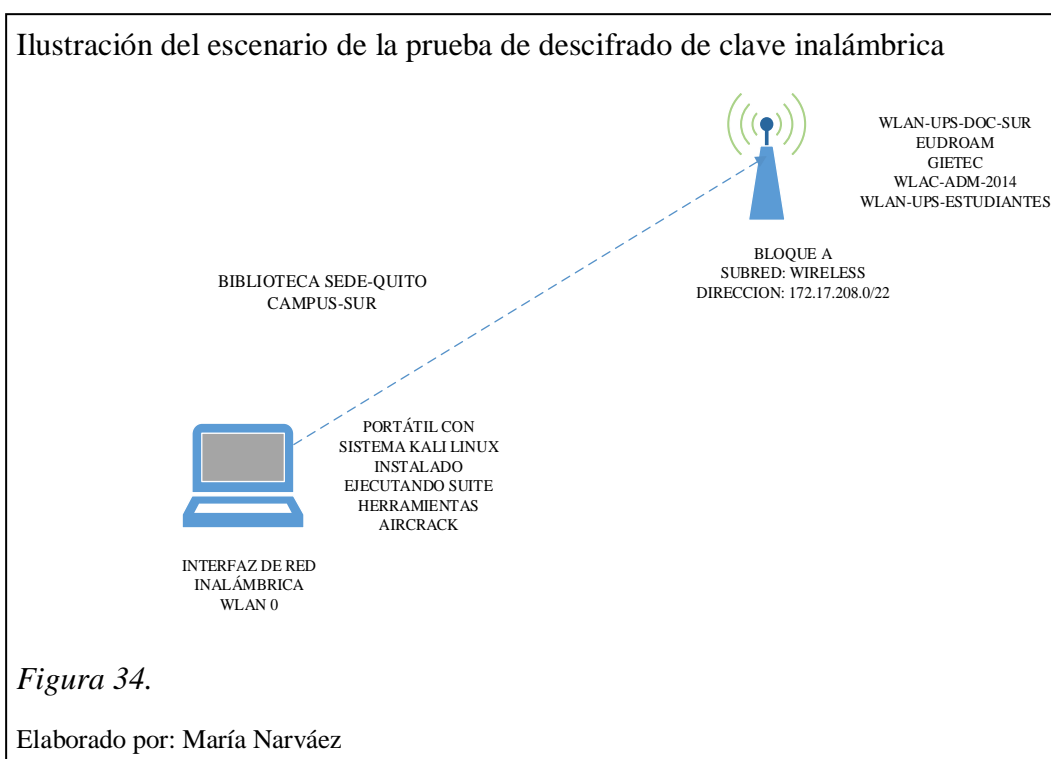 Ilustración del escenario de la prueba de descifrado de clave inalámbrica
WLAN-UPS-DOC-SUR
EUDROAM
GIETEC
WLAC-ADM-2014
WLAN-UPS-ESTUDIANTES
BLOQUE A
SUBRED: WIRELESS
DIRECCION: 172.17.208.0/22
BIBLIOTECA SEDE-QUITO
CAMPUS-SUR
PORTÁTIL CON
SISTEMA KALI LINUX
INSTALADO
EJECUTANDO SUITE
HERRAMIENTAS
AIRCRACK
INTERFAZ DE RED
INALÁMBRICA
WLAN 0
Figura 34.
Elaborado por: María Narváez